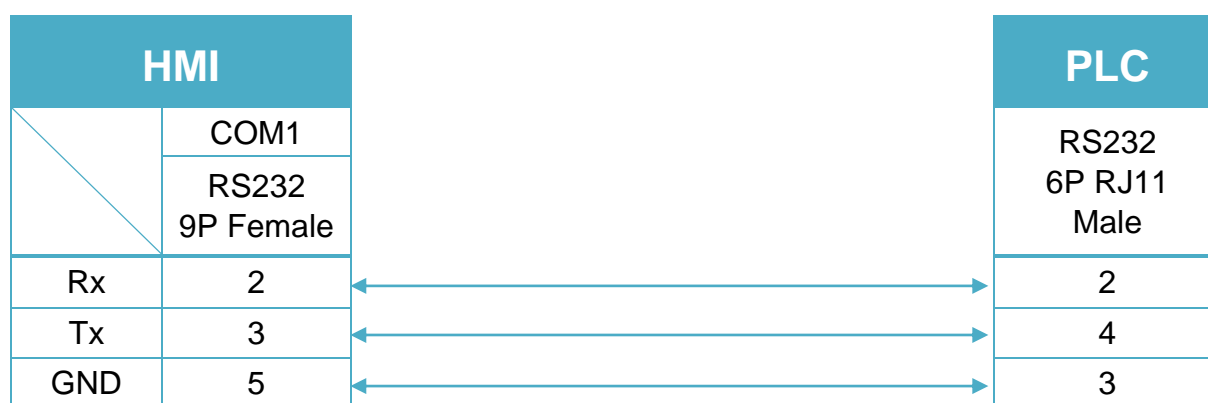 HMI
PLC
COM1
RS232
9P Female
RS232
6P RJ11
Male
Rx 2 2
Tx 3 4
GND 5 3